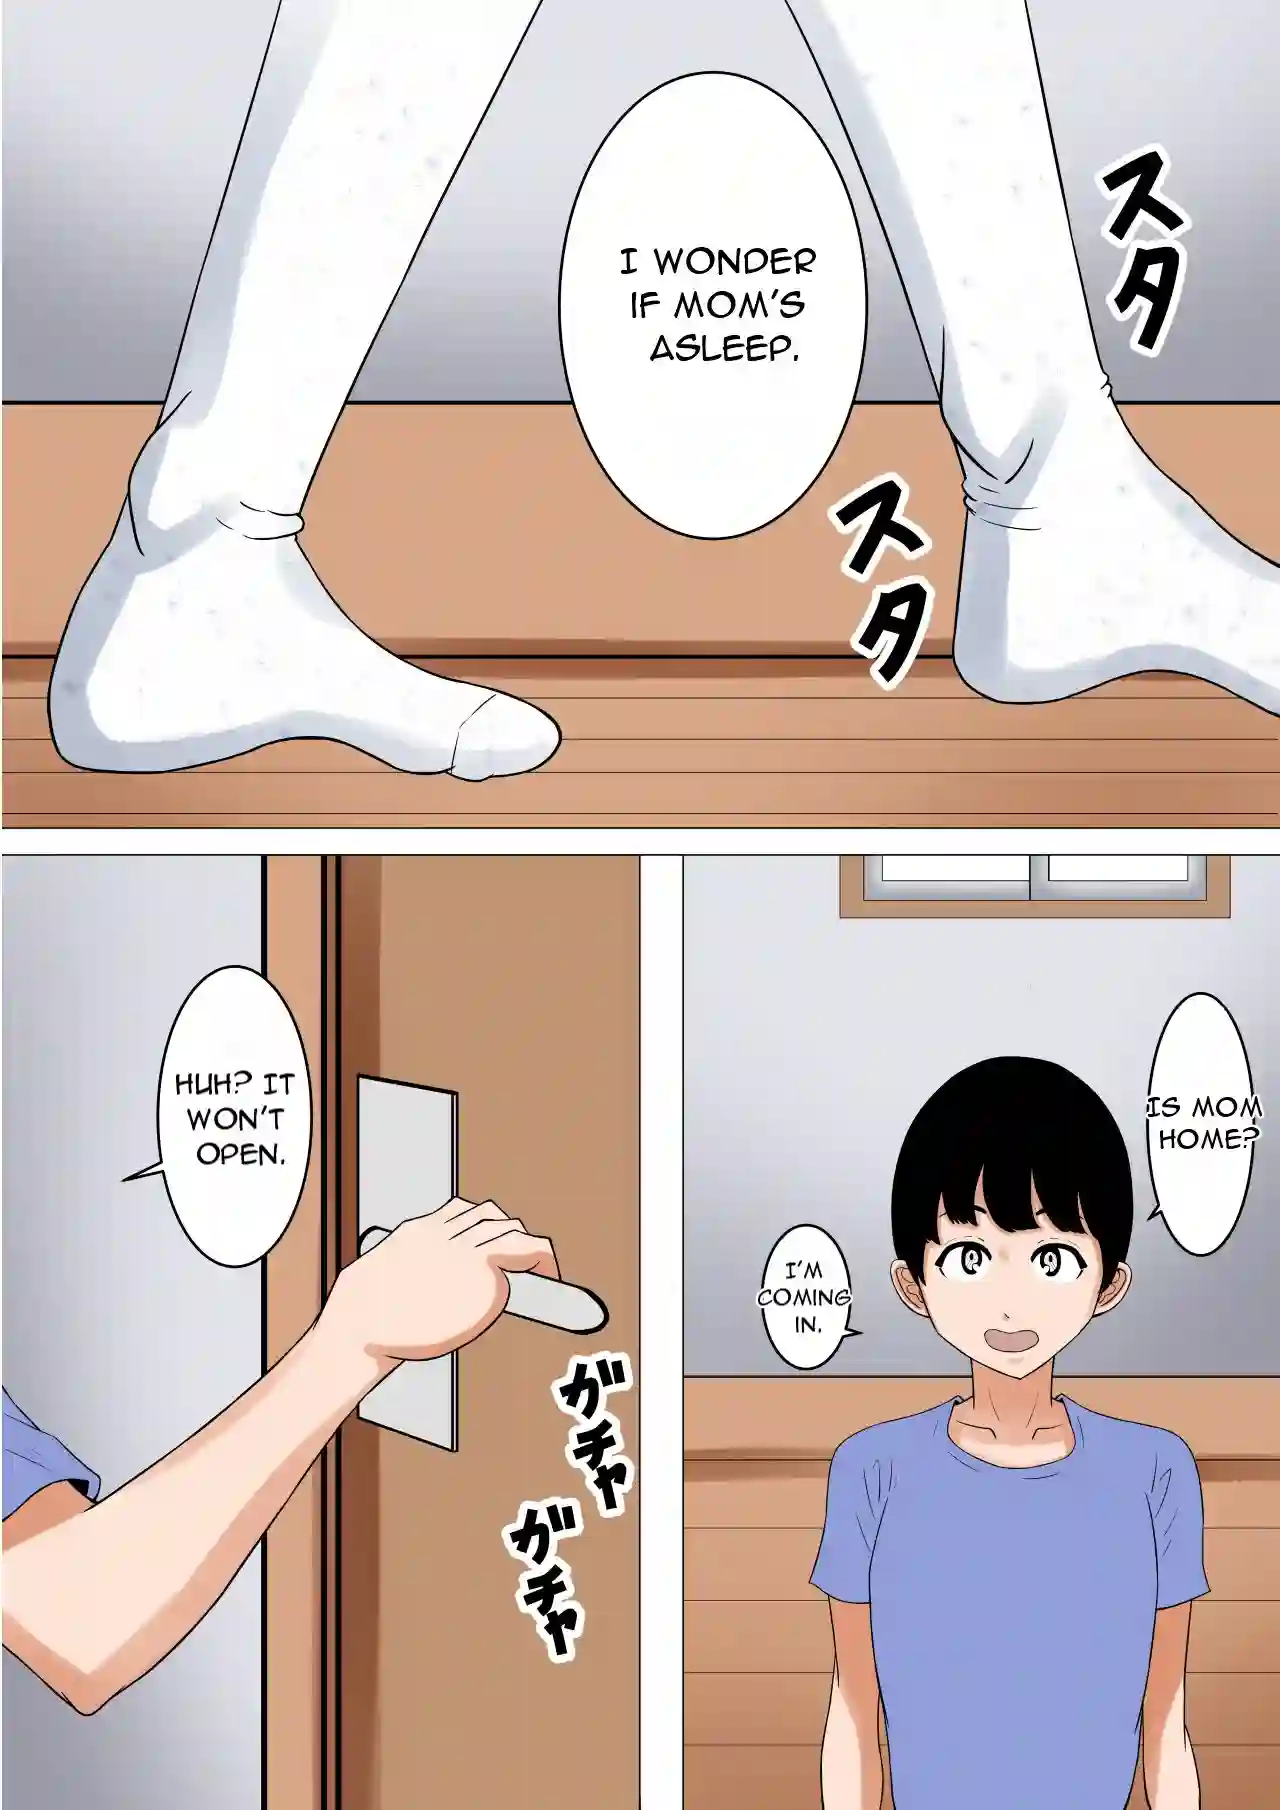 I WONDER
IF MOM'S
ASLEEP.
スタ
スタ
IS MOM
HOME?
I'M
COMING
IN.
HUH? IT
WON'T
OPEN.
ガチャ
ガチャ